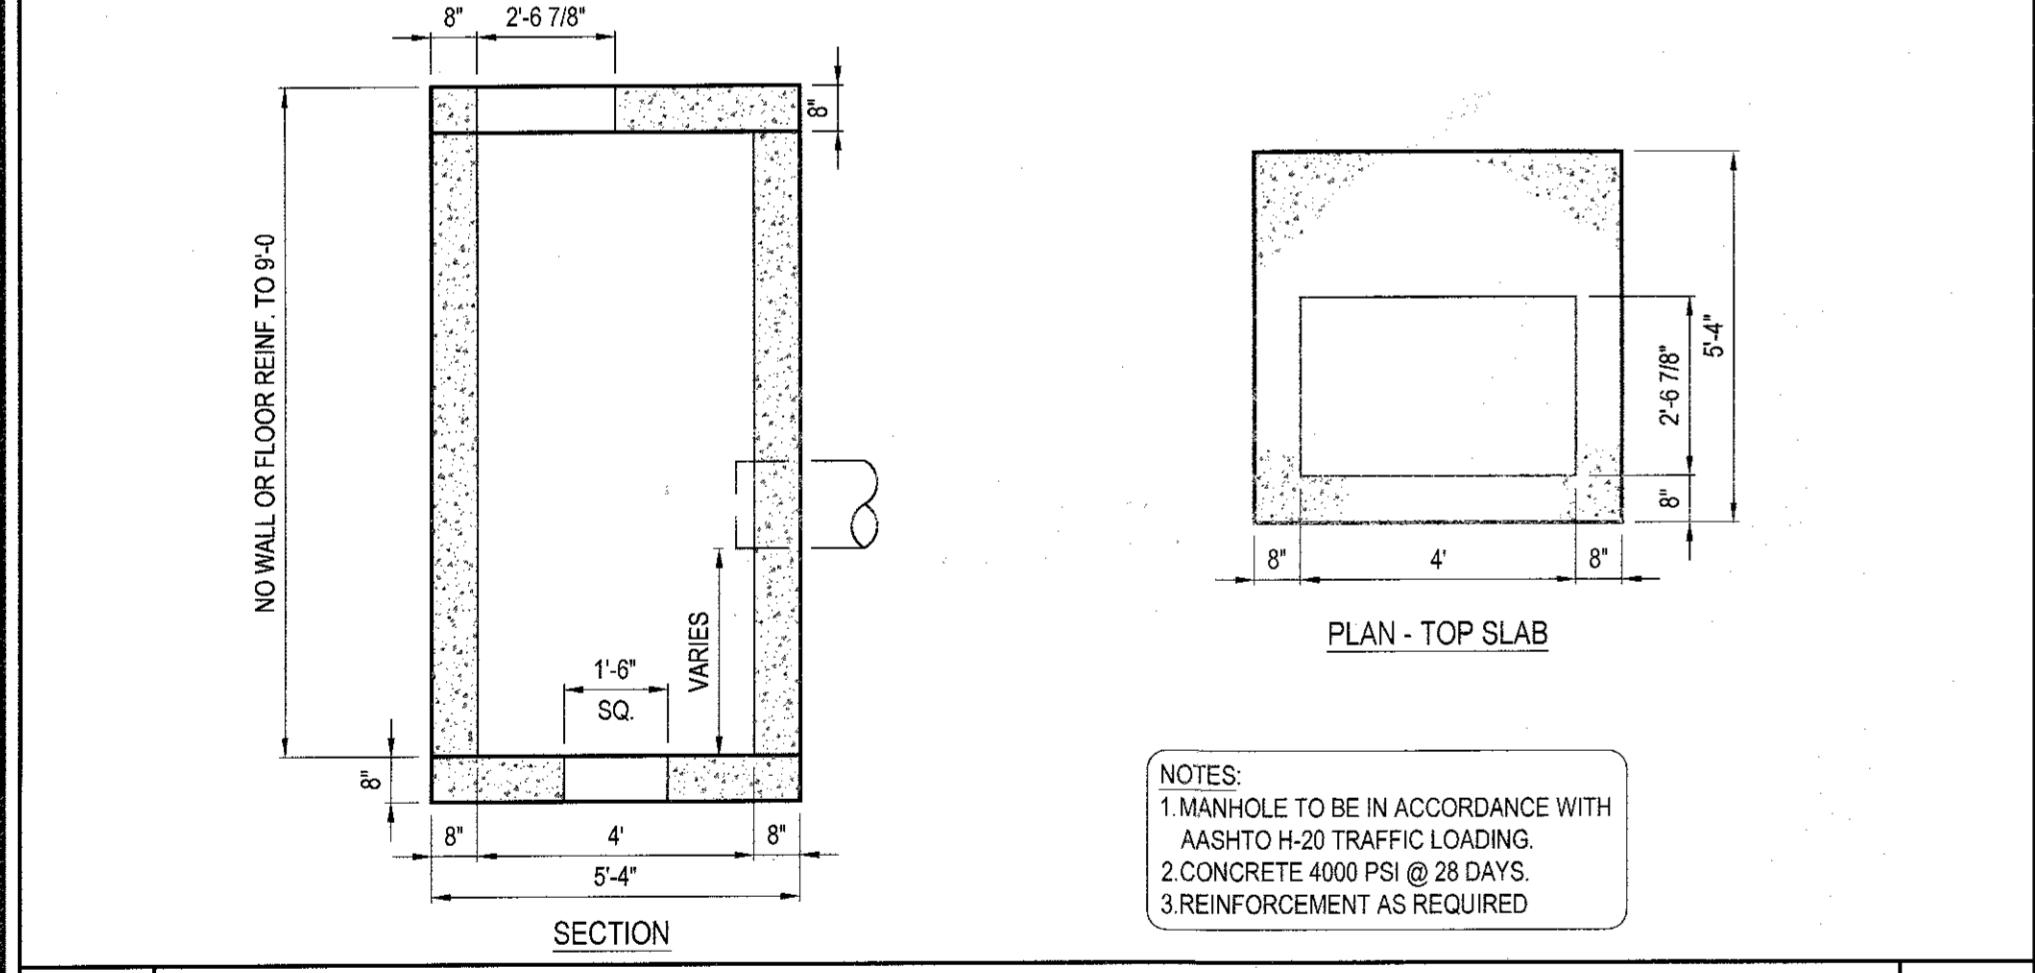 8" 2'-6 7/8"
8"
NO WALL OR FLOOR REINF. TO 9'-0
VARIES
1'-6"
SQ.
8"
8" 4' 8"
5'-4"
SECTION
5'-4"
2'-6 7/8"
8"
8" 4' 8"
PLAN - TOP SLAB
NOTES:
1.MANHOLE TO BE IN ACCORDANCE WITH
AASHTO H-20 TRAFFIC LOADING.
2.CONCRETE 4000 PSI @ 28 DAYS.
3.REINFORCEMENT AS REQUIRED